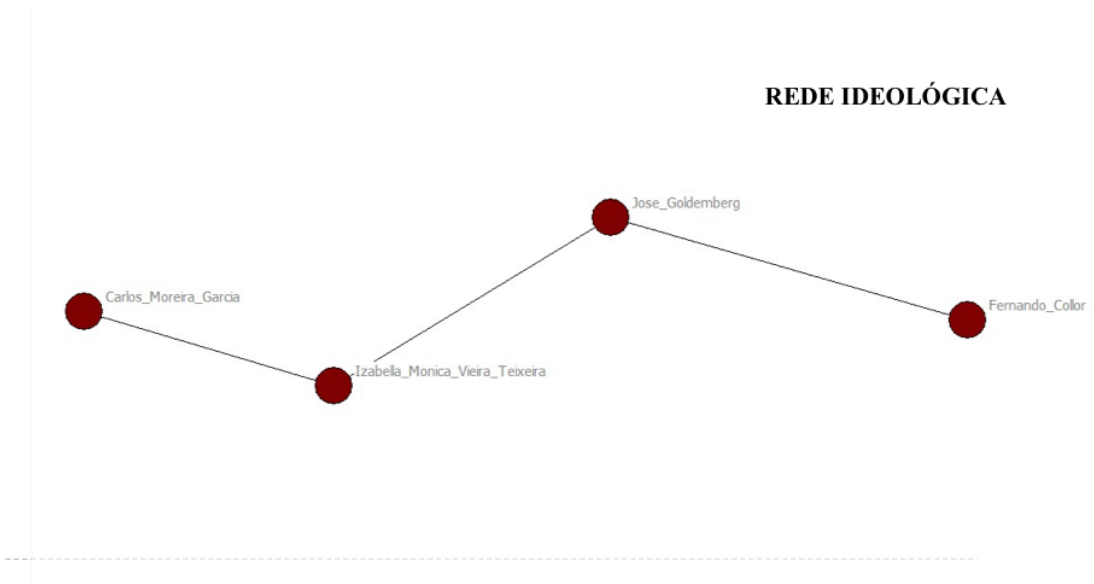 REDE IDEOLÓGICA
Jose_Goldemberg
Carlos_Moreira_Garcia
Fernando_Collor
Izabella_Monica_Vieira_Teixeira